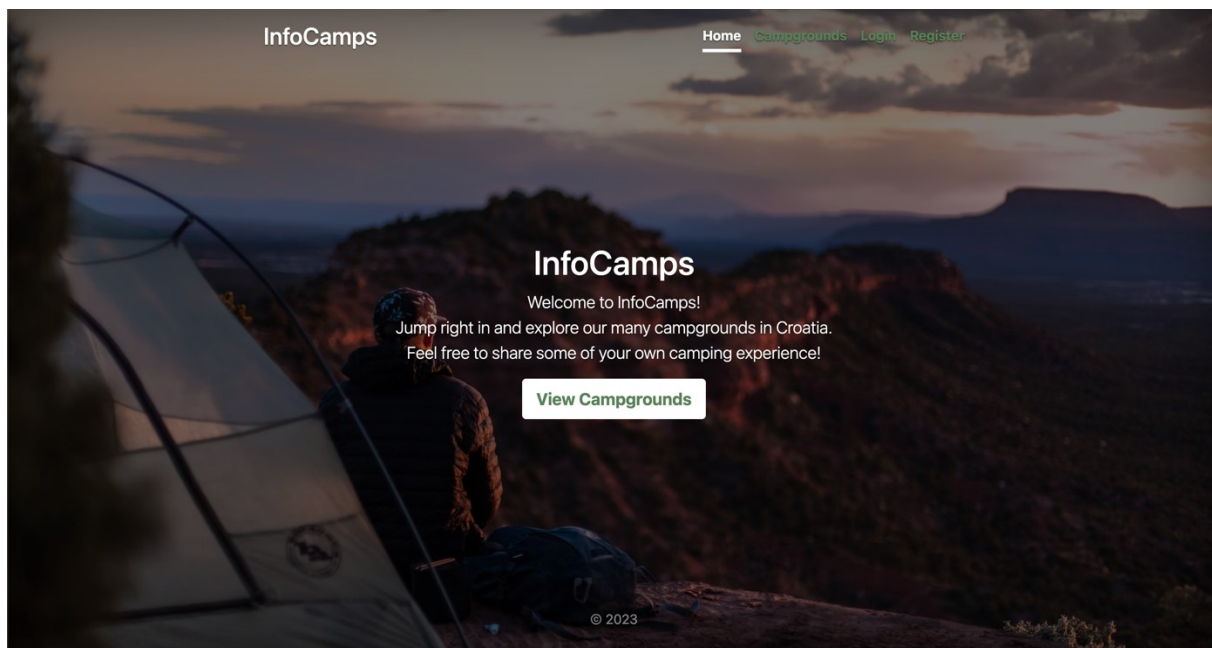 InfoCamps
Home Campgrounds Login Register
InfoCamps
Welcome to InfoCamps!
Jump right in and explore our many campgrounds in Croatia.
Feel free to share some of your own camping experience!
View Campgrounds
© 2023